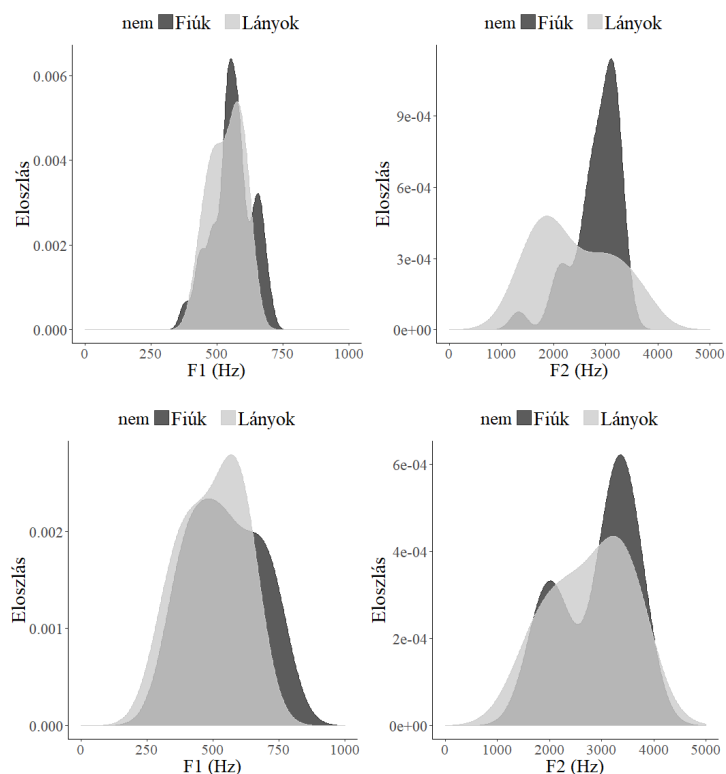 nem Fiúk Lányok
Eloszlás
0.006
0.004
0.002
0.000
0 250 500 750 1000
F1 (Hz)
nem Fiúk Lányok
Eloszlás
9e-04
6e-04
3e-04
0e+00
0 1000 2000 3000 4000 5000
F2 (Hz)
nem Fiúk Lányok
Eloszlás
0.002
0.001
0.000
0 250 500 750 1000
F1 (Hz)
nem Fiúk Lányok
Eloszlás
6e-04
4e-04
2e-04
0e+00
0 1000 2000 3000 4000 5000
F2 (Hz)